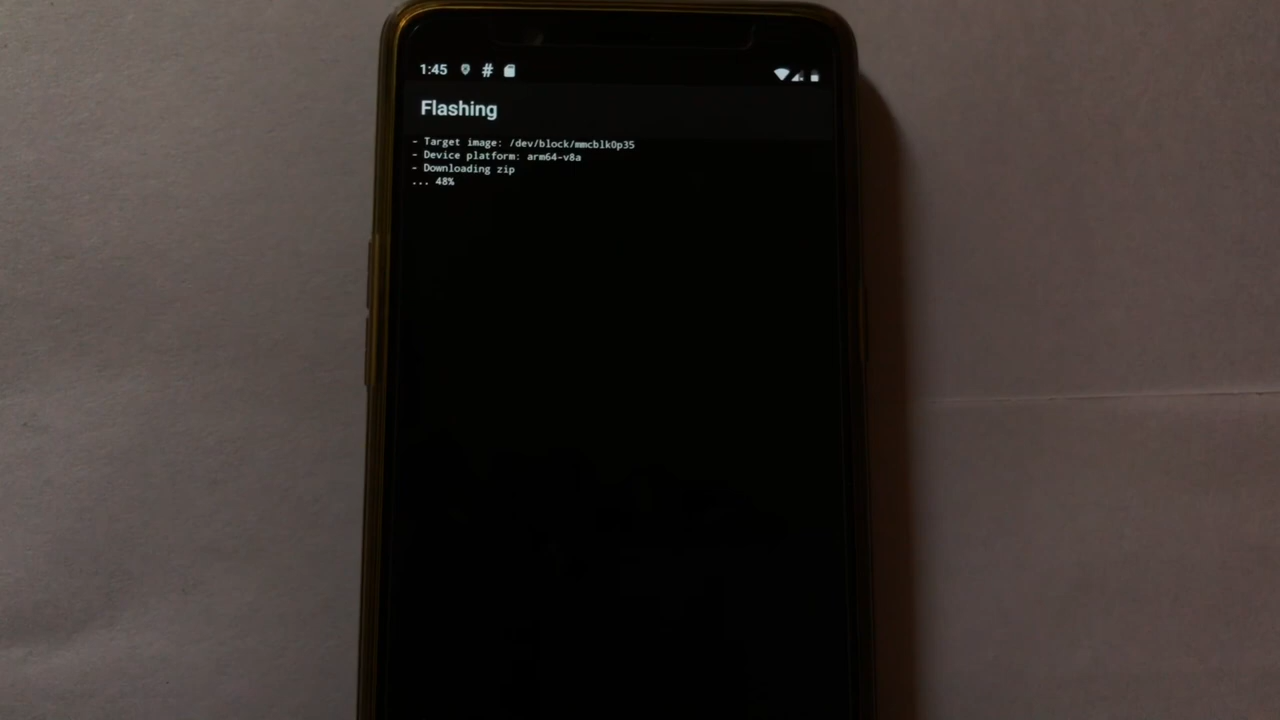 1:45 #
Flashing
- Target image: /dev/block/mmcblk0p35
- Device platform: arm64-v8a
- Downloading zip
... 48%